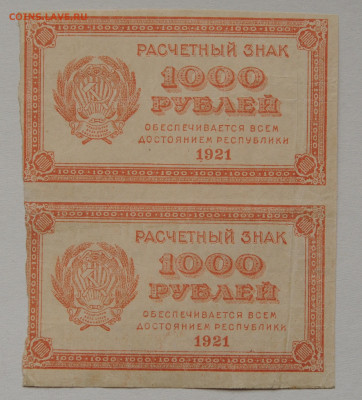 COINS.LAVE.RU
РАСЧЕТНЫЙ ЗНАК
1000
РУБЛЕЙ
ОБЕСПЕЧИВАЕТСЯ ВСЕМ
ДОСТОЯНИЕМ РЕСПУБЛИКИ
1921
РАСЧЕТНЫЙ ЗНАК
1000
РУБЛЕЙ
ОБЕСПЕЧИВАЕТСЯ ВСЕМ
ДОСТОЯНИЕМ РЕСПУБЛИКИ
1921